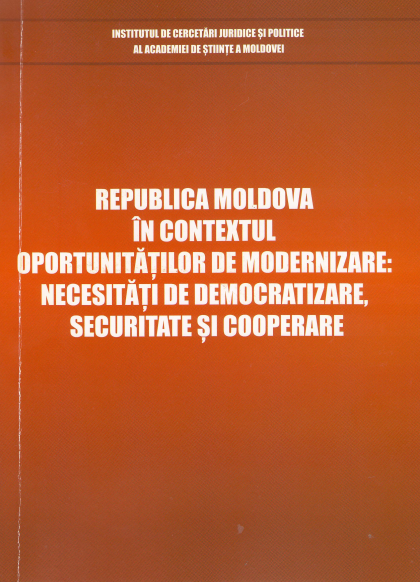 INSTITUTUL DE CERCETĂRI JURIDICE ȘI POLITICE
AL ACADEMIEI DE ȘTIINȚE A MOLDOVEI
REPUBLICA MOLDOVA
ÎN CONTEXTUL
OPORTUNITĂȚILOR DE MODERNIZARE:
NECESITĂȚI DE DEMOCRATIZARE,
SECURITATE ȘI COOPERARE